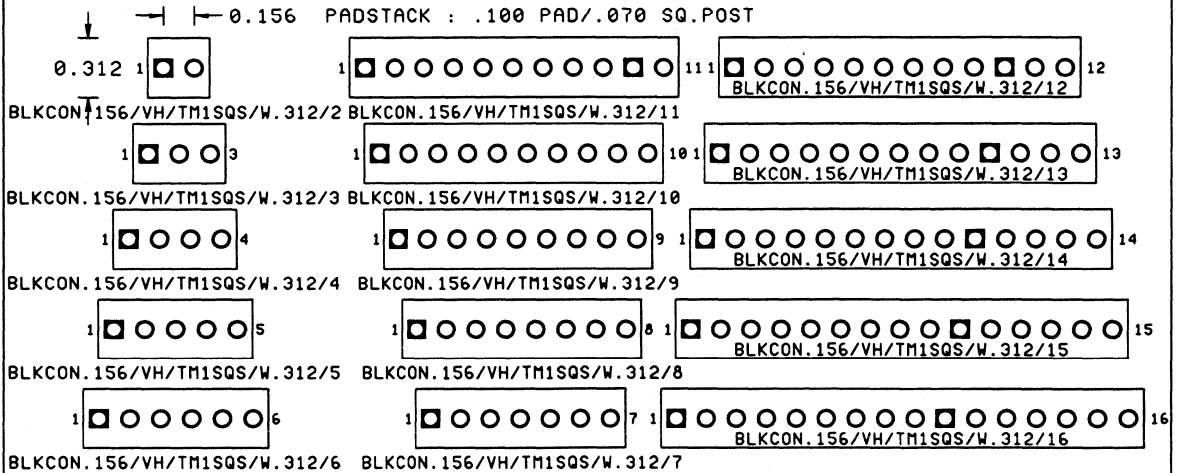 0.156 PADSTACK : .100 PAD/.070 SQ.POST
0.312 1 1 11 1 12
BLKCON.156/VH/TM1SQS/W.312/12
BLKCON.156/VH/TM1SQS/W.312/2 BLKCON.156/VH/TM1SQS/W.312/11
1 3 1 10 1 13
BLKCON.156/VH/TM1SQS/W.312/13
BLKCON.156/VH/TM1SQS/W.312/3 BLKCON.156/VH/TM1SQS/W.312/10
1 4 1 9 1 14
BLKCON.156/VH/TM1SQS/W.312/14
BLKCON.156/VH/TM1SQS/W.312/4 BLKCON.156/VH/TM1SQS/W.312/9
1 5 1 8 1 15
BLKCON.156/VH/TM1SQS/W.312/15
BLKCON.156/VH/TM1SQS/W.312/5 BLKCON.156/VH/TM1SQS/W.312/8
1 6 1 7 1 16
BLKCON.156/VH/TM1SQS/W.312/16
BLKCON.156/VH/TM1SQS/W.312/6 BLKCON.156/VH/TM1SQS/W.312/7